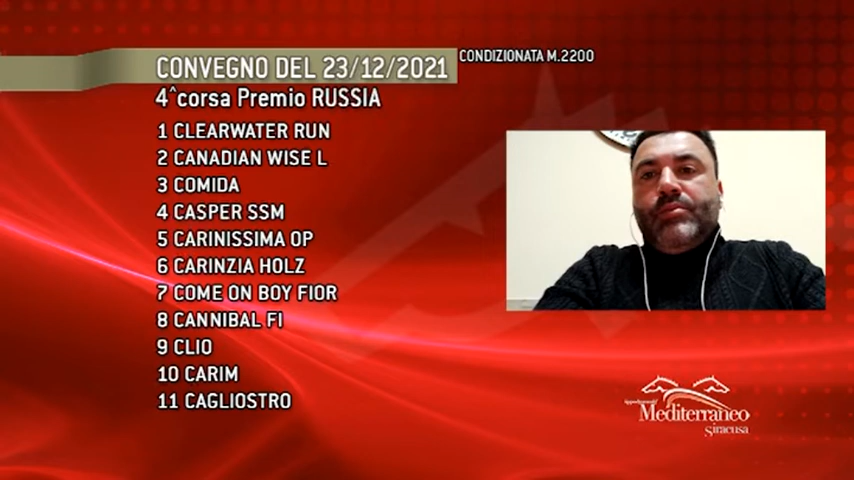 CONVEGNO DEL 23/12/2021
CONDIZIONATA M.2200
4^corsa Premio RUSSIA
1 CLEARWATER RUN
2 CANADIAN WISE L
3 COMIDA
4 CASPER SSM
5 CARINISSIMA OP
6 CARINZIA HOLZ
7 COME ON BOY FIOR
8 CANNIBAL FI
9 CLIO
10 CARIM
11 CAGLIOSTRO
Mediterraneo
Siracusa